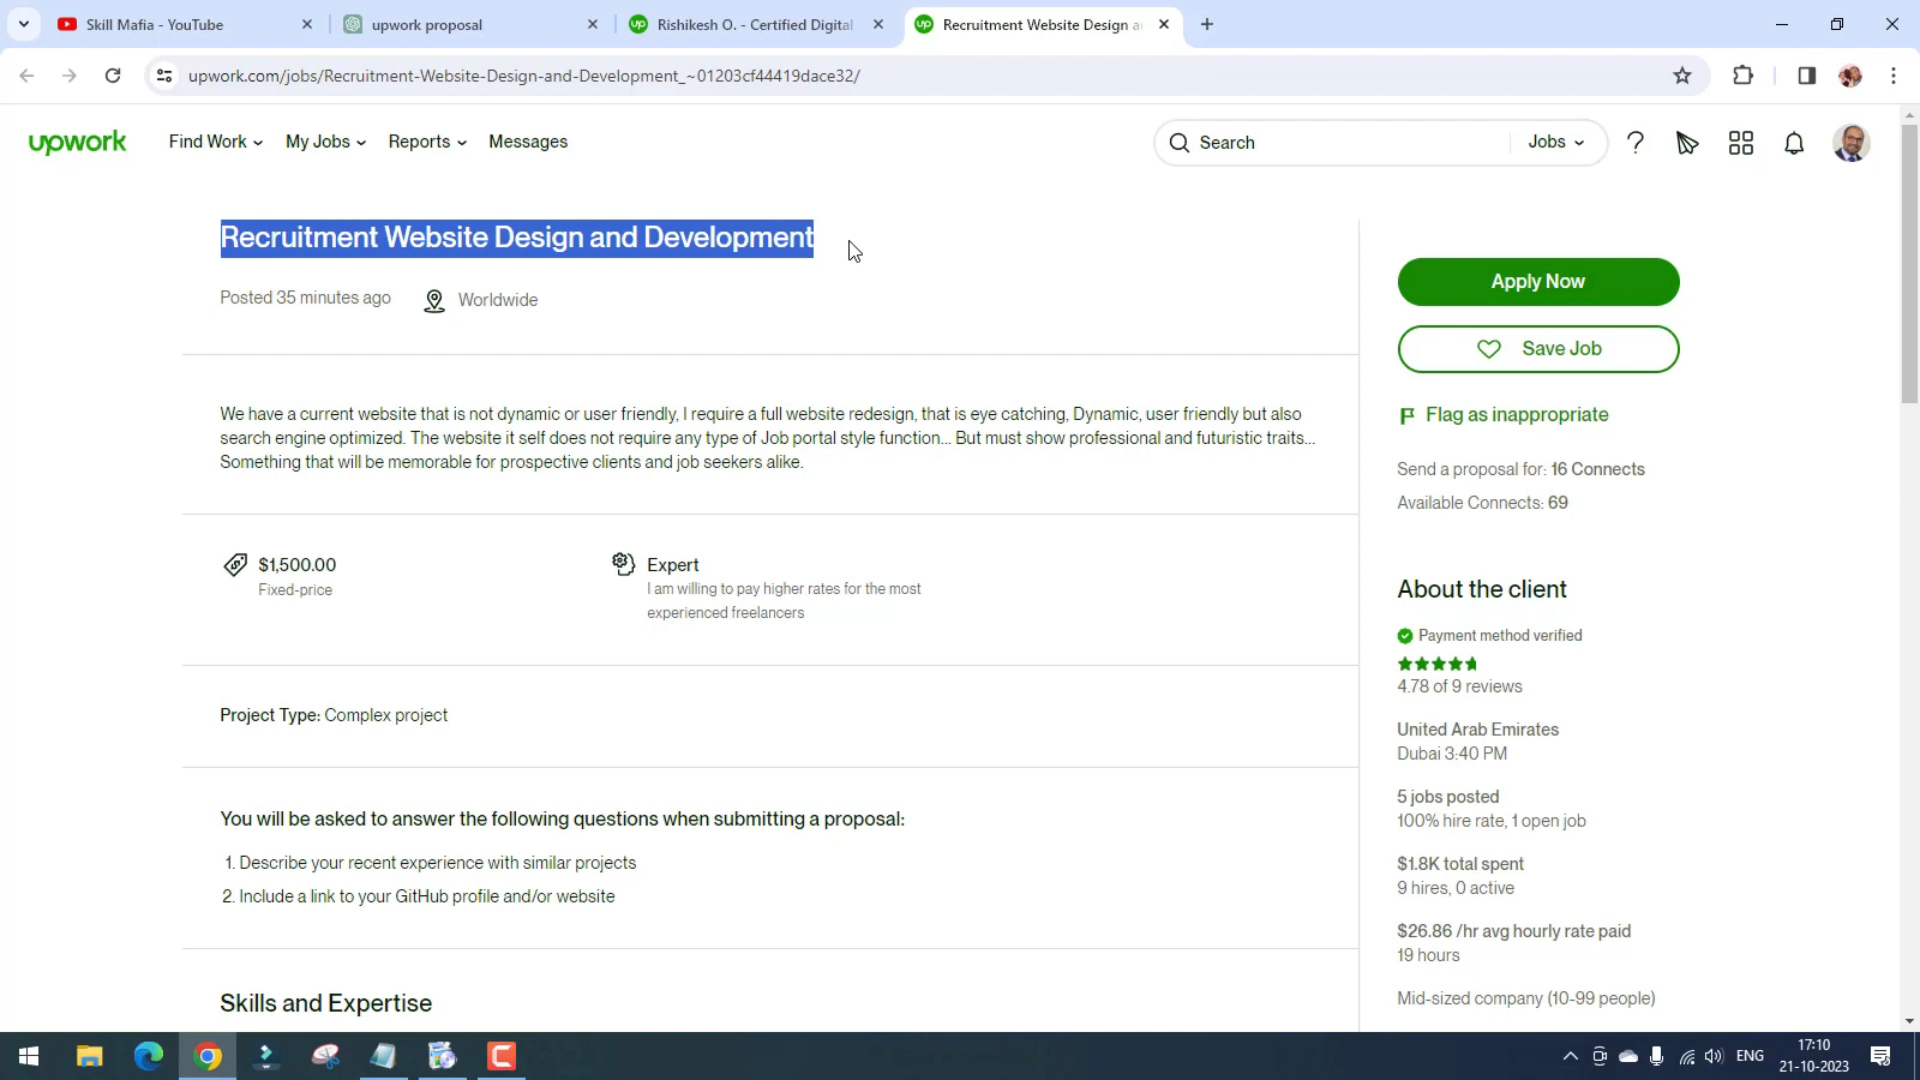 Skill Mafia - YouTube
upwork proposal
Rishikesh O. - Certified Digital
Recruitment Website Design a
upwork.com/jobs/Recruitment-Website-Design-and-Development_~01203cf44419dace32/
upwork
Find Work
My Jobs
Reports
Messages
Search
Jobs
Recruitment Website Design and Development
Posted 35 minutes ago
Worldwide
We have a current website that is not dynamic or user friendly, I require a full website redesign, that is eye catching, Dynamic, user friendly but also
search engine optimized. The website it self does not require any type of Job portal style function... But must show professional and futuristic traits...
Something that will be memorable for prospective clients and job seekers alike.
$1,500.00
Fixed-price
Expert
I am willing to pay higher rates for the most
experienced freelancers
Project Type: Complex project
You will be asked to answer the following questions when submitting a proposal:
1. Describe your recent experience with similar projects
2. Include a link to your GitHub profile and/or website
Skills and Expertise
Apply Now
Save Job
Flag as inappropriate
Send a proposal for: 16 Connects
Available Connects: 69
About the client
Payment method verified
4.78 of 9 reviews
United Arab Emirates
Dubai 3:40 PM
5 jobs posted
100% hire rate, 1 open job
$1.8K total spent
9 hires, 0 active
$26.86 /hr avg hourly rate paid
19 hours
Mid-sized company (10-99 people)
ENG
17:10
21-10-2023